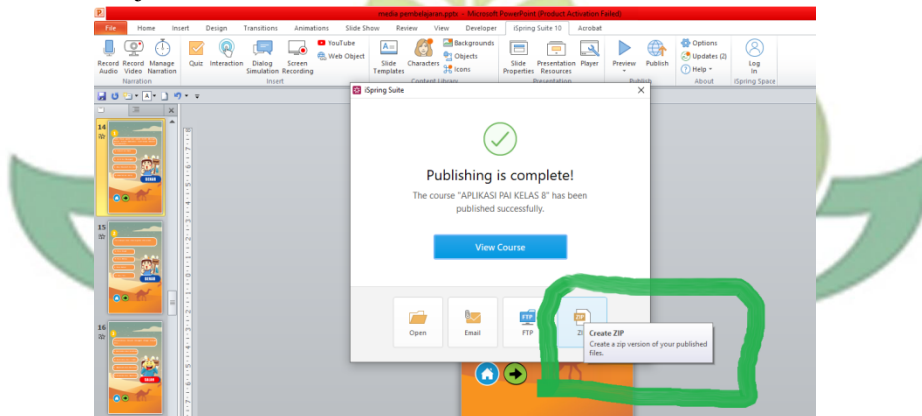 media pembelajaran.pptx - Microsoft PowerPoint (Product Activation Failed)
File Home Insert Design Transitions Animations Slide Show Review View Developer iSpring Suite 10 Acrobat
Record Audio
Record Video
Manage Narration
Quiz
Interaction
Dialog Simulation
Screen Recording
YouTube
Web Object
Slide Templates
Characters
Backgrounds
Objects
Icons
Slide Properties
Presentation Resources
Player
Preview
Publish
Options
Updates (2)
Help
Log In
Narration
Insert
Content Library
Presentation
Publish
About
iSpring Space
iSpring Suite
14
15
16
Publishing is complete!
The course "APLIKASI PAI KELAS 8" has been
published successfully.
View Course
Open
Email
FTP
ZIP
Create ZIP
Create a zip version of your published
files.